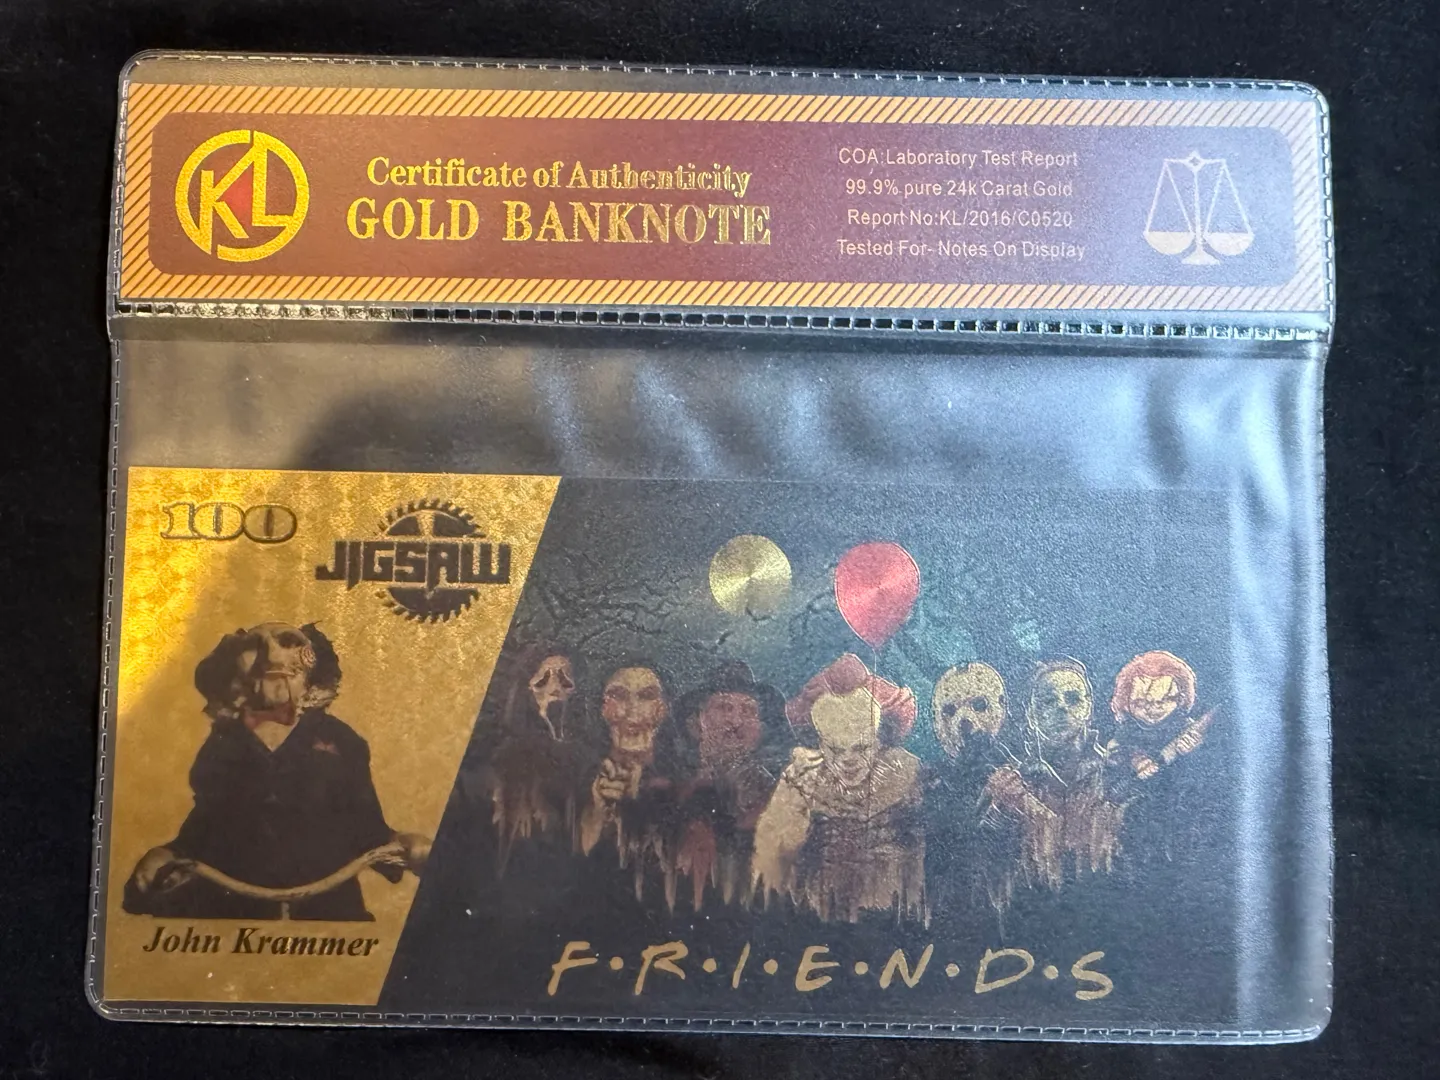 KL
Certificate of Authenticity
GOLD BANKNOTE
COA:Laboratory Test Report
99.9% pure 24k Carat Gold
Report No:KL/2016/C0520
Tested For- Notes On Display
100
JIGSAW
John Krammer
F•R•I•E•N•D•S